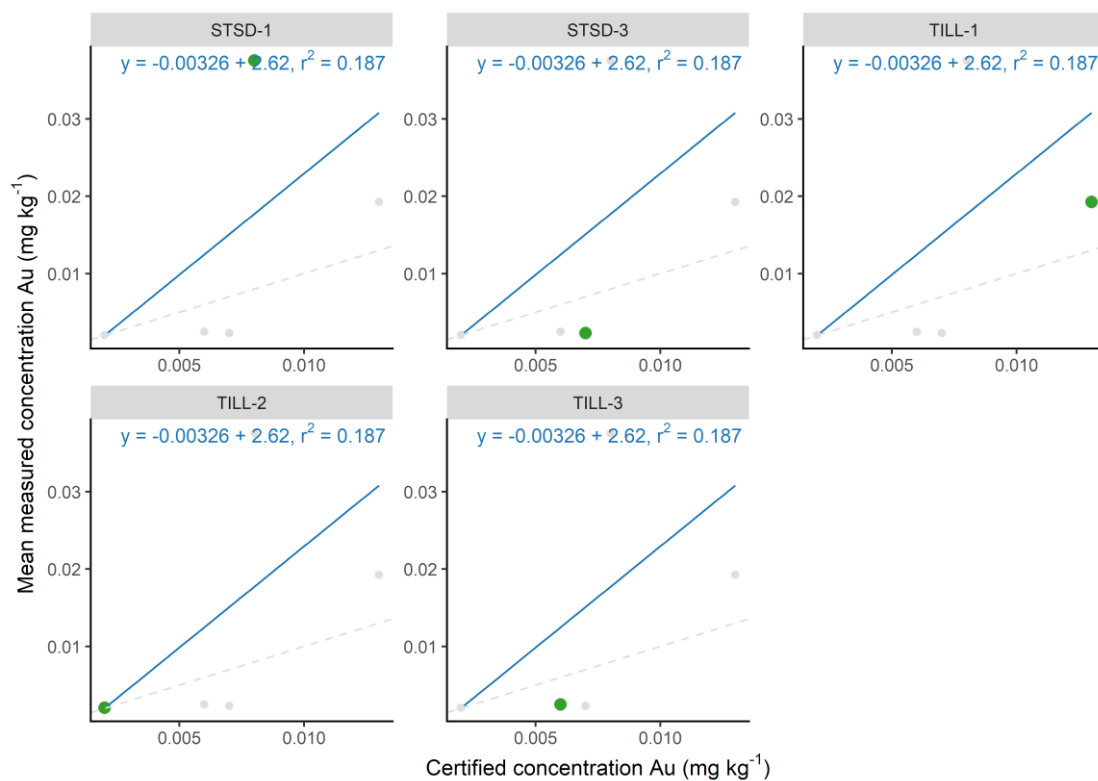 STSD-1
STSD-3
TILL-1
y = -0.00326 + 2.62, r² = 0.187
y = -0.00326 + 2.62, r² = 0.187
y = -0.00326 + 2.62, r² = 0.187
0.03
0.02
0.01
0.03
0.02
0.01
0.03
0.02
0.01
0.005
0.010
0.005
0.010
0.005
0.010
TILL-2
TILL-3
y = -0.00326 + 2.62, r² = 0.187
y = -0.00326 + 2.62, r² = 0.187
0.03
0.02
0.01
0.03
0.02
0.01
0.005
0.010
0.005
0.010
Mean measured concentration Au (mg kg⁻¹)
Certified concentration Au (mg kg⁻¹)